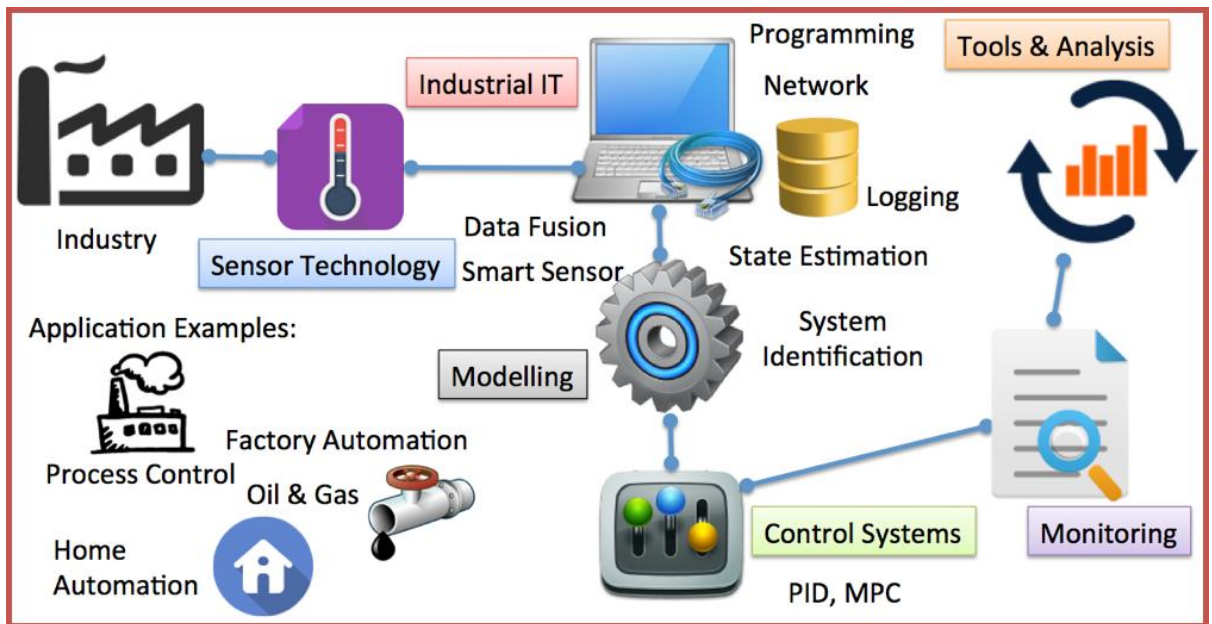 Programming
Tools & Analysis
Industrial IT
Network
Logging
Industry
Sensor Technology
Data Fusion
Smart Sensor
State Estimation
System
Identification
Modelling
Application Examples:
Process Control
Factory Automation
Oil & Gas
Home
Automation
Control Systems
PID, MPC
Monitoring